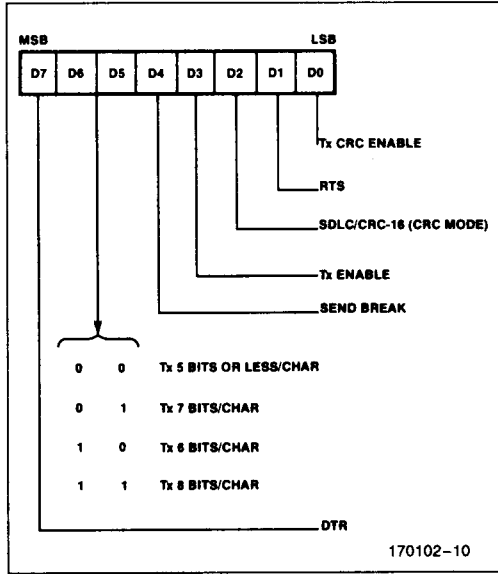 MSB LSB
D7 D6 D5 D4 D3 D2 D1 D0
Tx CRC ENABLE
RTS
SDLC/CRC-16 (CRC MODE)
Tx ENABLE
SEND BREAK
0 0 Tx 5 BITS OR LESS/CHAR
0 1 Tx 7 BITS/CHAR
1 0 Tx 6 BITS/CHAR
1 1 Tx 8 BITS/CHAR
DTR
170102–10